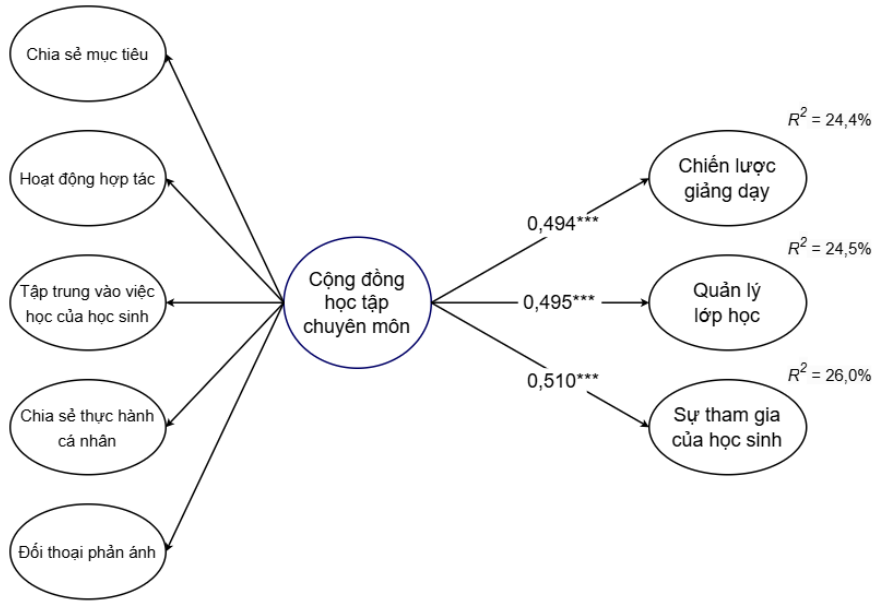 Chia sẻ mục tiêu
Hoạt động hợp tác
Tập trung vào việc
học của học sinh
Chia sẻ thực hành
cá nhân
Đối thoại phản ánh
Cộng đồng
học tập
chuyên môn
0,494***
0,495***
0,510***
R² = 24,4%
Chiến lược
giảng dạy
R² = 24,5%
Quản lý
lớp học
R² = 26,0%
Sự tham gia
của học sinh